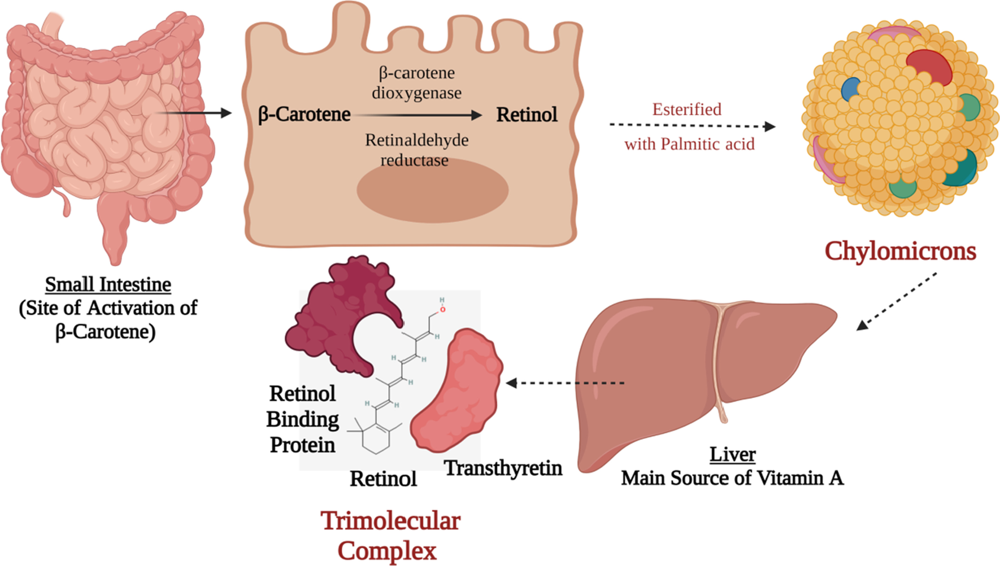 β-carotene
dioxygenase
β-Carotene
Retinol
Retinaldehyde
reductase
Esterified
with Palmitic acid
Chylomicrons
Small Intestine
(Site of Activation of
β-Carotene)
H
O
H
H
H
H
H
H
Retinol
Binding
Protein
Retinol
Transthyretin
Liver
Main Source of Vitamin A
Trimolecular
Complex